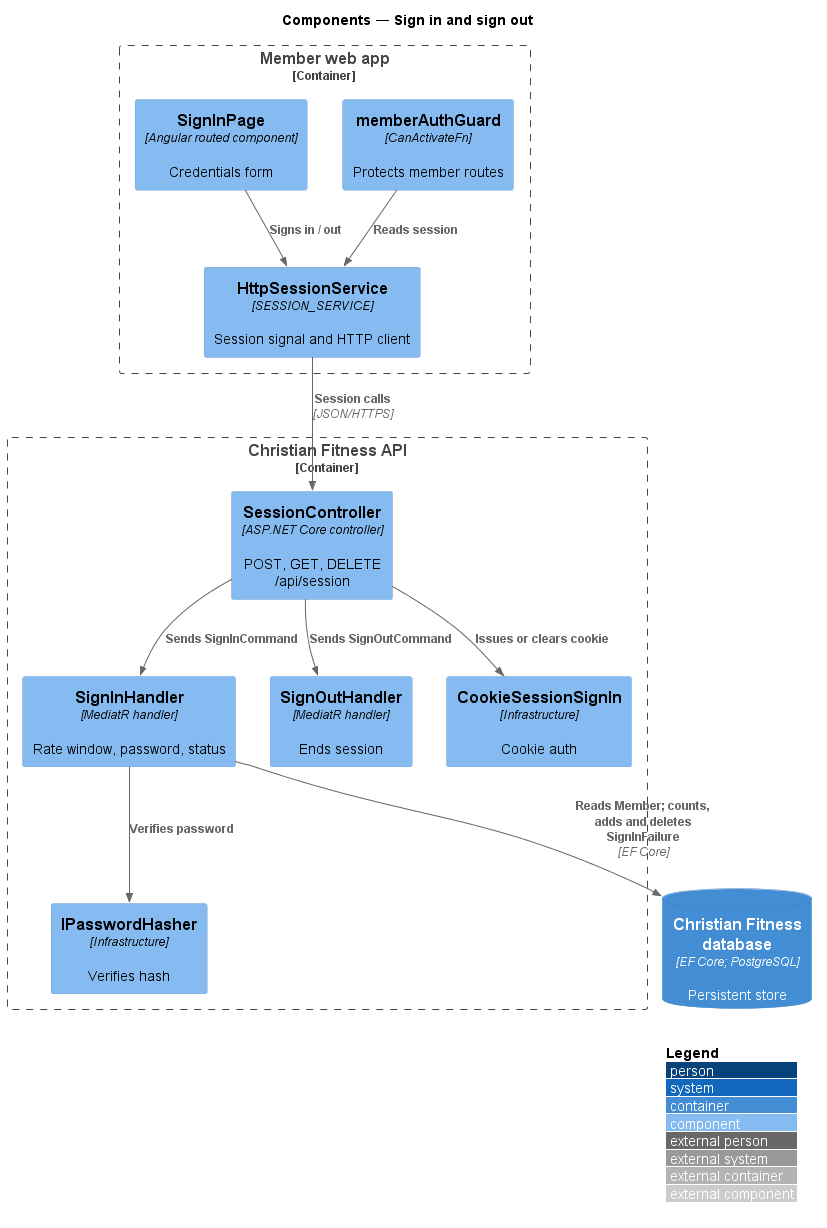 Components — Sign in and sign out
Member web app
[Container]
SignInPage
[Angular routed component]
Credentials form
memberAuthGuard
[CanActivateFn]
Protects member routes
Signs in / out
Reads session
HttpSessionService
[SESSION_SERVICE]
Session signal and HTTP client
Session calls
[JSON/HTTPS]
Christian Fitness API
[Container]
SessionController
[ASP.NET Core controller]
POST, GET, DELETE
/api/session
Sends SignInCommand
Sends SignOutCommand
Issues or clears cookie
SignInHandler
[MediatR handler]
Rate window, password, status
SignOutHandler
[MediatR handler]
Ends session
CookieSessionSignIn
[Infrastructure]
Cookie auth
Verifies password
Reads Member; counts,
adds and deletes
SignInFailure
[EF Core]
IPasswordHasher
[Infrastructure]
Verifies hash
Christian Fitness
database
[EF Core; PostgreSQL]
Persistent store
Legend
person
system
container
component
external person
external system
external container
external component